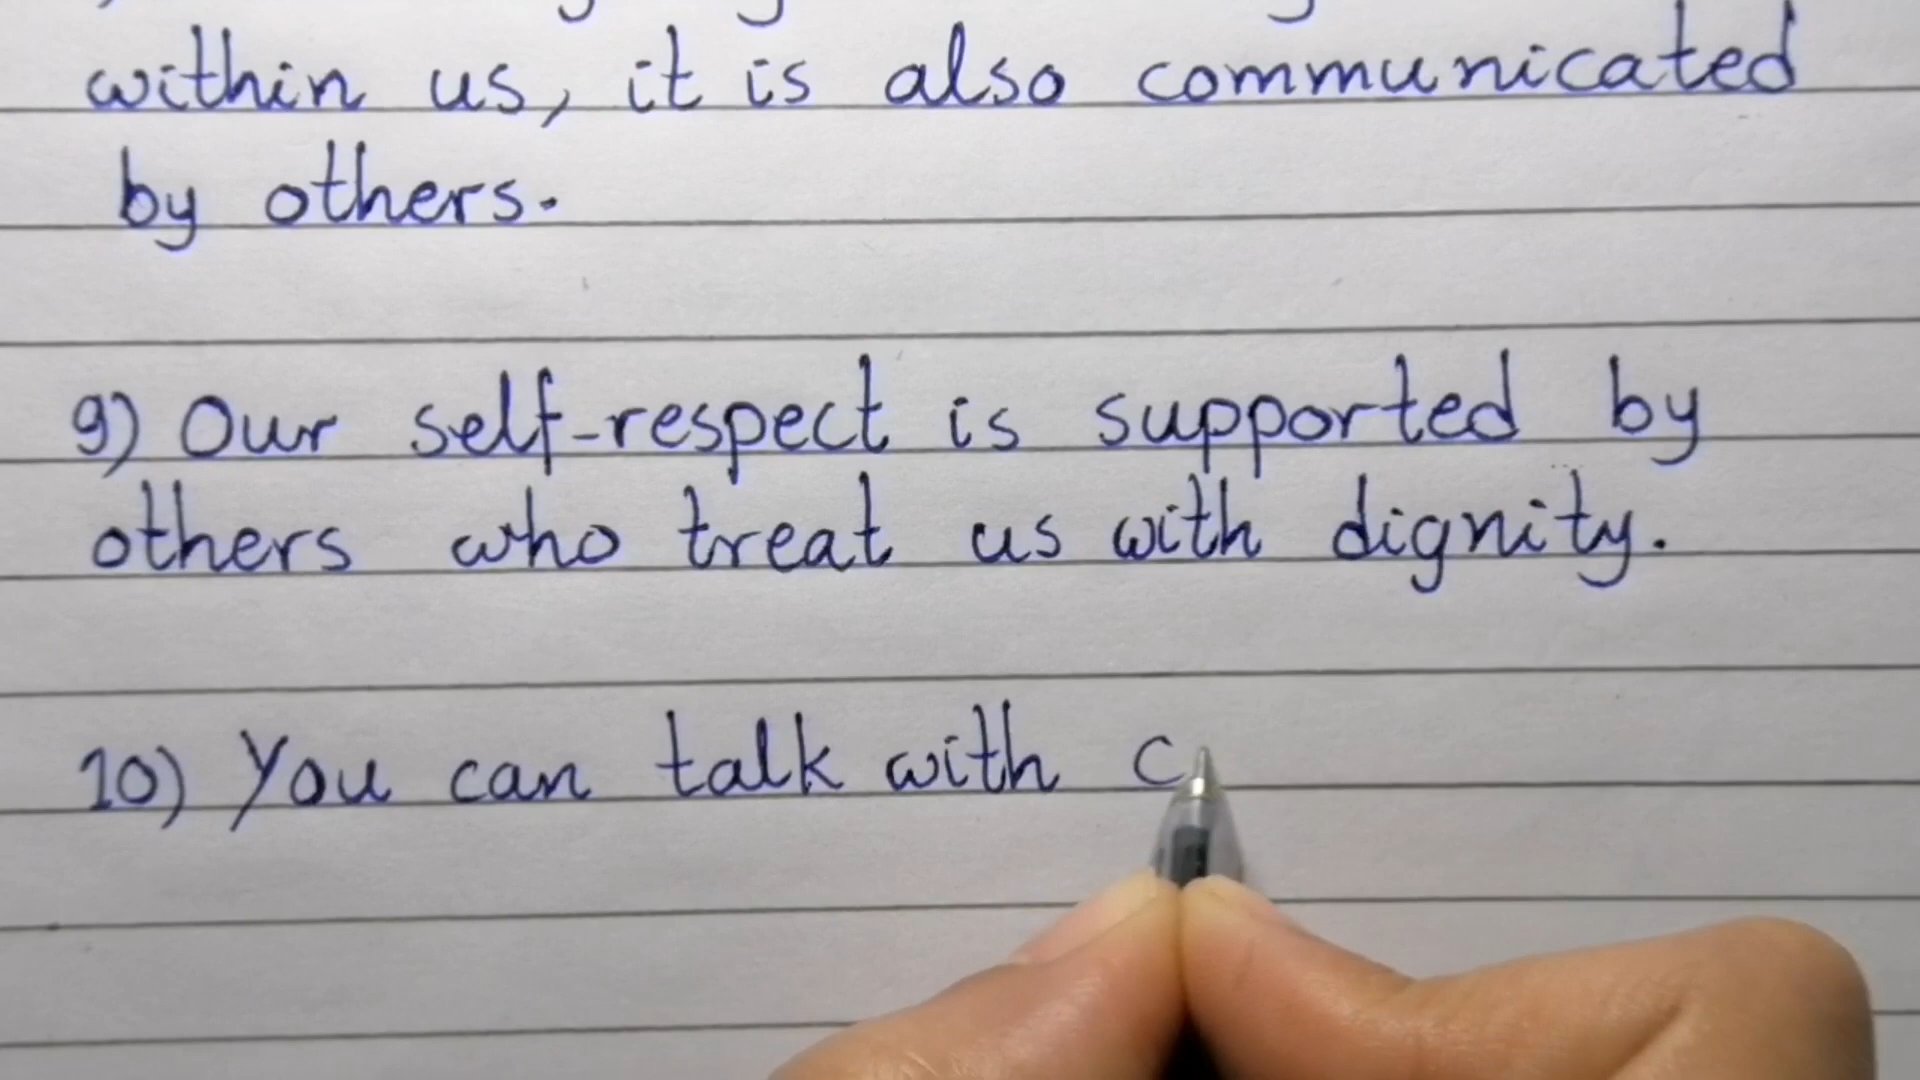 within us, it is also communicated
by others.
9) Our self-respect is supported by
others who treat us with dignity.
10) You can talk with c